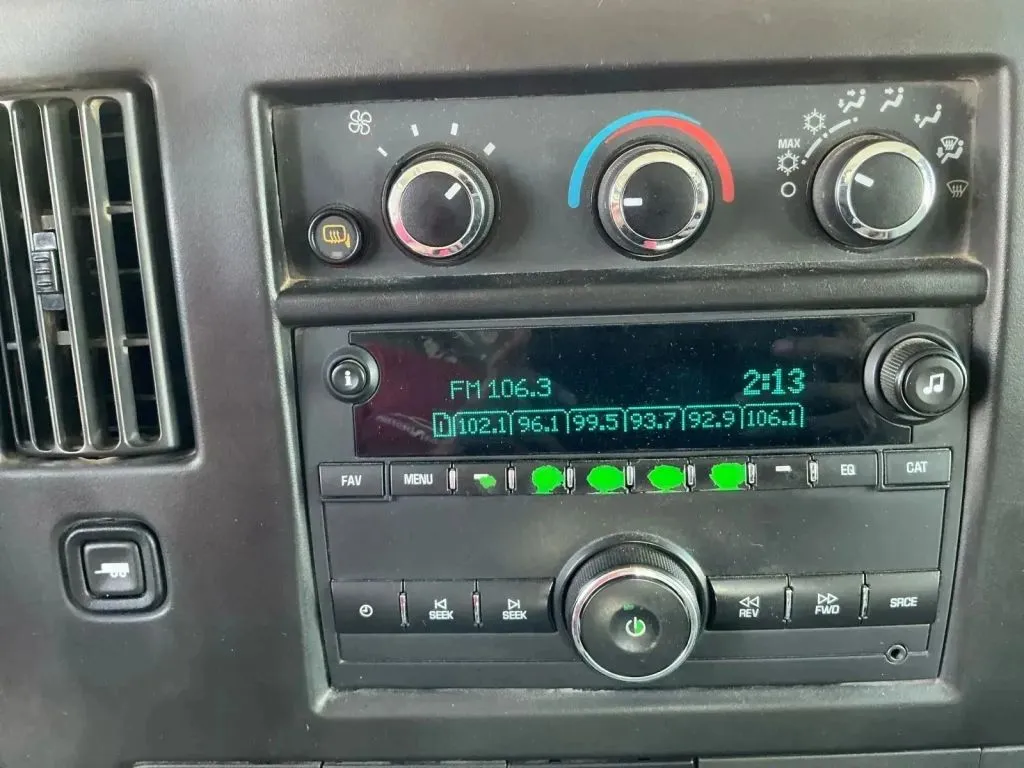 MAX
i
FM 106.3 2:13
1 102.1 96.1 99.5 93.7 92.9 106.1
FAV MENU EQ CAT
SEEK SEEK REV FWD SRCE